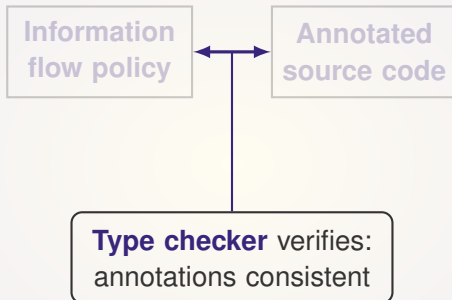 Information
flow policy
Annotated
source code
Type checker verifies:
annotations consistent